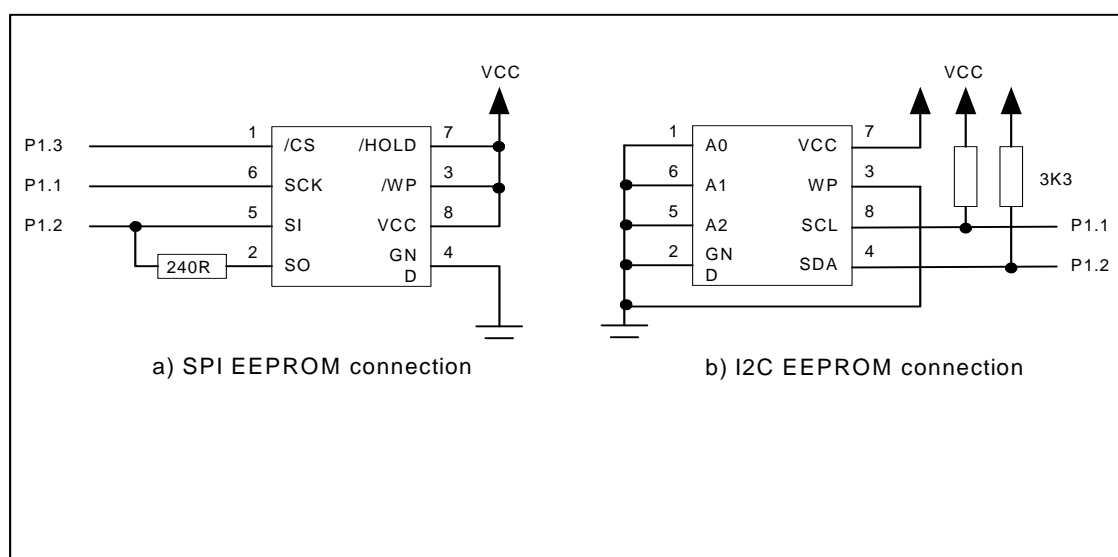 VCC
P1.3
1
/CS
/HOLD
7
P1.1
6
SCK
/WP
3
P1.2
5
SI
VCC
8
240R
2
SO
GN
D
4
a) SPI EEPROM connection
VCC
1
A0
VCC
7
6
A1
WP
3
3K3
5
A2
SCL
8
P1.1
2
GN
D
SDA
4
P1.2
b) I2C EEPROM connection